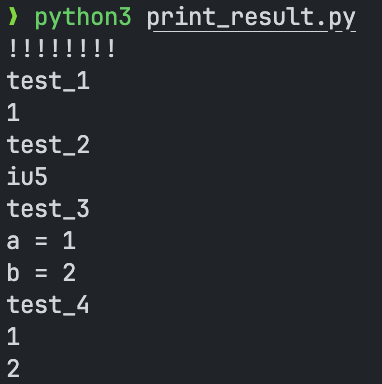 ❯ python3 print_result.py
!!!!!!!!
test_1
1
test_2
iu5
test_3
a = 1
b = 2
test_4
1
2